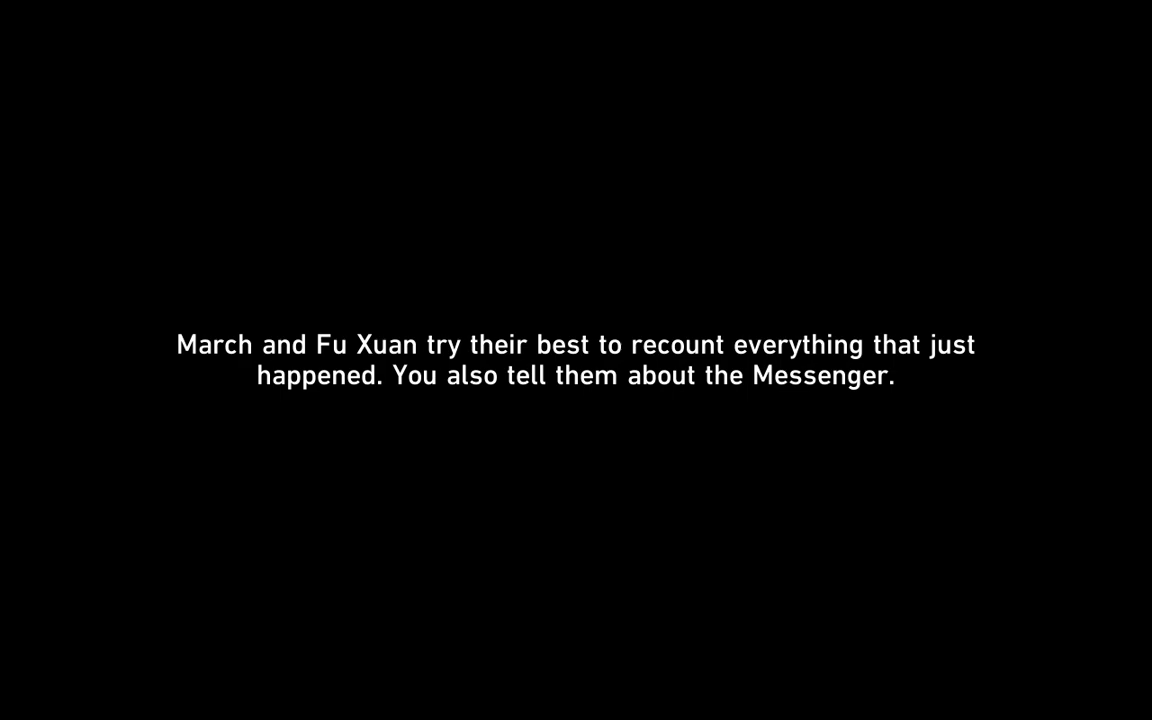 March and Fu Xuan try their best to recount everything that just
happened. You also tell them about the Messenger.